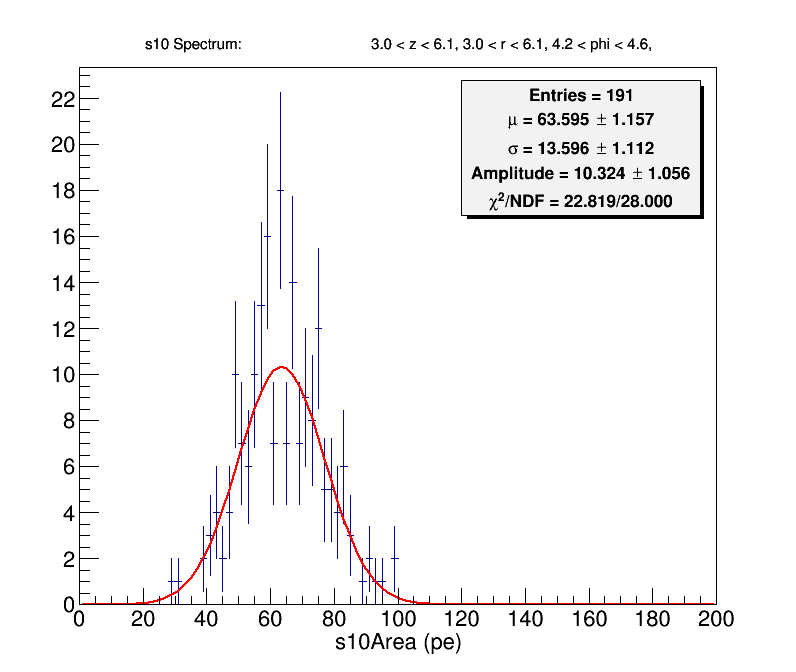 s10 Spectrum: 3.0 < z < 6.1, 3.0 < r < 6.1, 4.2 < phi < 4.6,
Entries = 191
μ = 63.595 ± 1.157
σ = 13.596 ± 1.112
Amplitude = 10.324 ± 1.056
χ²/NDF = 22.819/28.000
22
20
18
16
14
12
10
8
6
4
2
0
0 20 40 60 80 100 120 140 160 180 200
s10Area (pe)